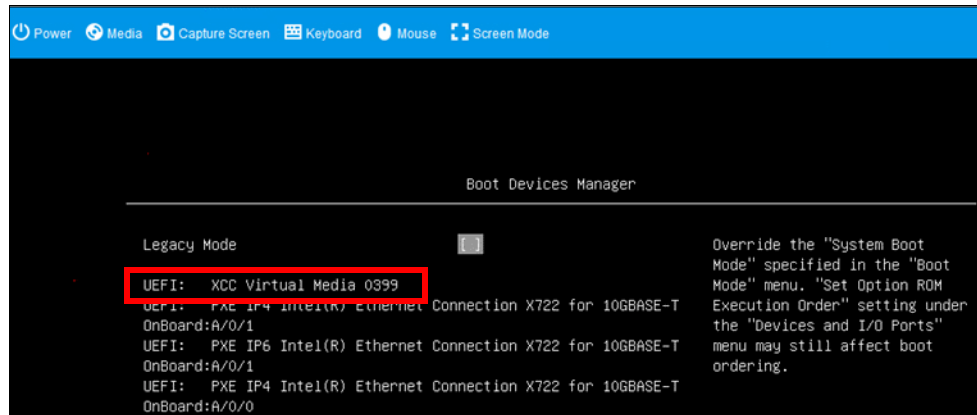 Power Media Capture Screen Keyboard Mouse Screen Mode
Boot Devices Manager
Legacy Mode [ ]
UEFI: XCC Virtual Media 0399
UEFI: PXE IP4 Intel(R) Ethernet Connection X722 for 10GBASE-T
OnBoard:A/0/1
UEFI: PXE IP6 Intel(R) Ethernet Connection X722 for 10GBASE-T
OnBoard:A/0/1
UEFI: PXE IP4 Intel(R) Ethernet Connection X722 for 10GBASE-T
OnBoard:A/0/0
Override the "System Boot
Mode" specified in the "Boot
Mode" menu. "Set Option ROM
Execution Order" setting under
the "Devices and I/O Ports"
menu may still affect boot
ordering.